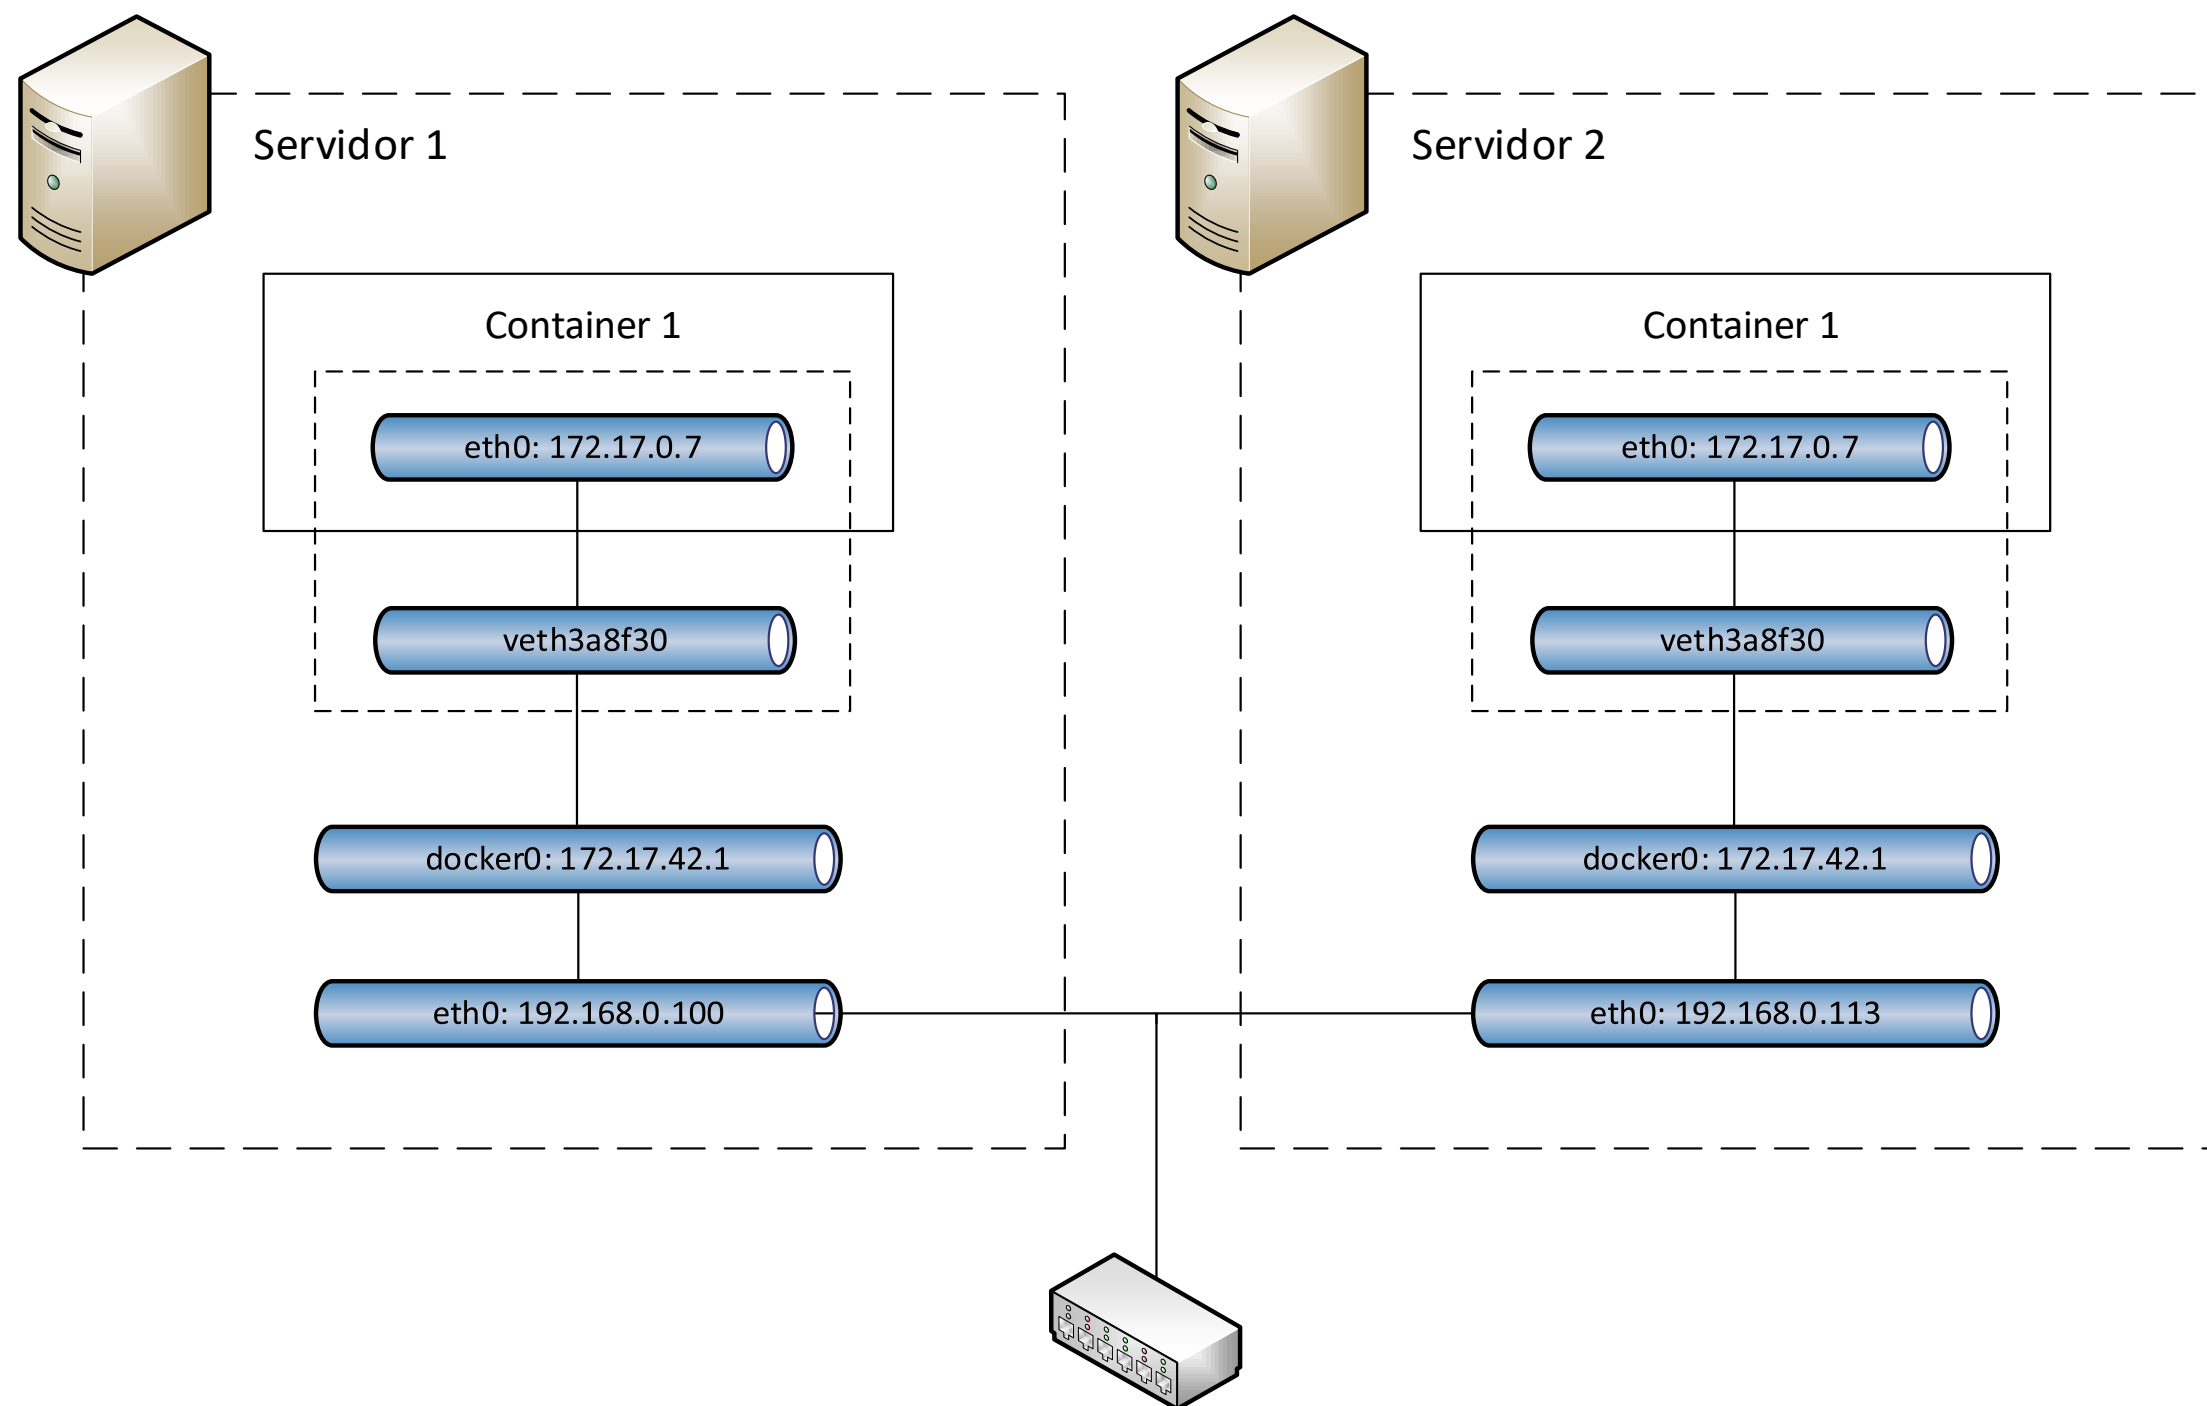 Servidor 1
Container 1
eth0: 172.17.0.7
veth3a8f30
docker0: 172.17.42.1
eth0: 192.168.0.100
Servidor 2
Container 1
eth0: 172.17.0.7
veth3a8f30
docker0: 172.17.42.1
eth0: 192.168.0.113